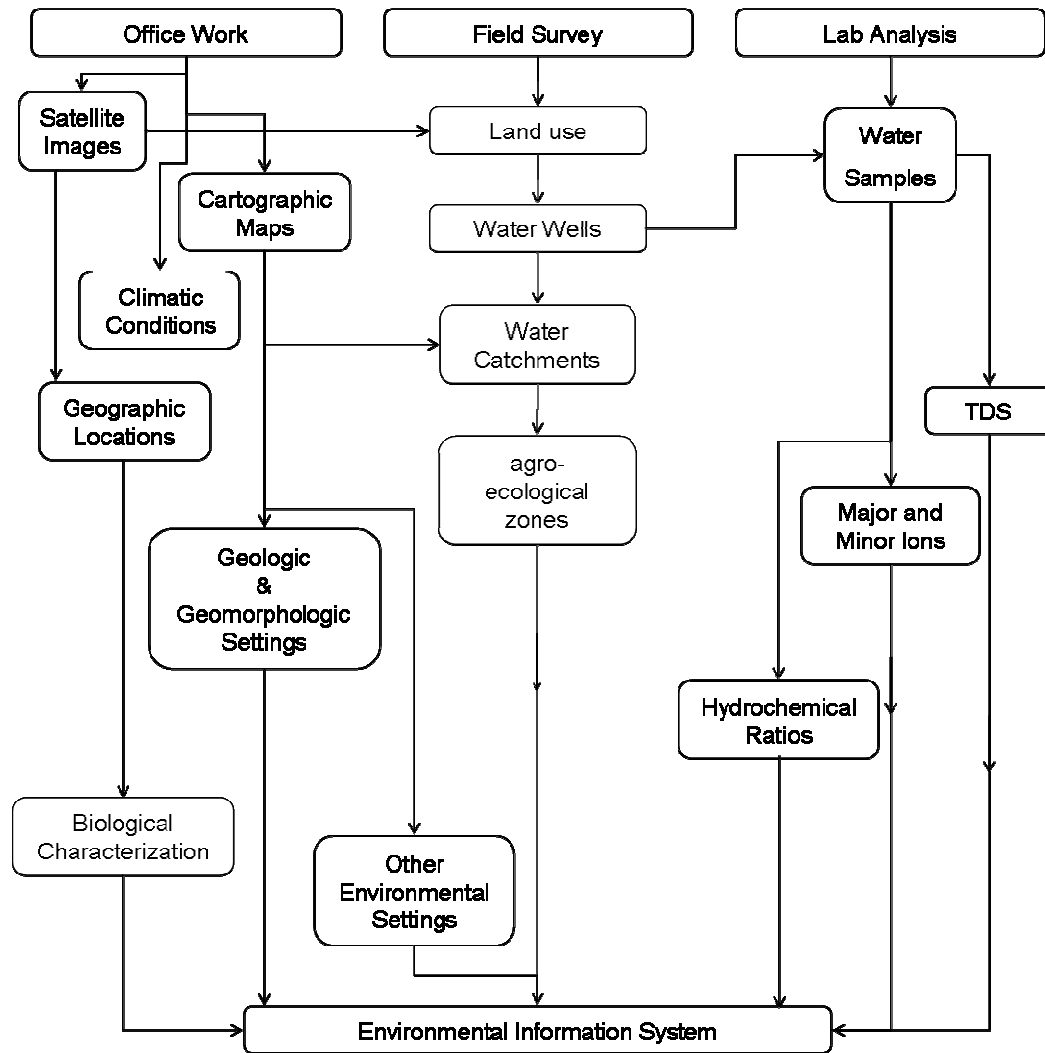 Office Work
Field Survey
Lab Analysis
Satellite
Images
Land use
Water
Samples
Cartographic
Maps
Water Wells
Climatic
Conditions
Water
Catchments
Geographic
Locations
TDS
agro-
ecological
zones
Major and
Minor Ions
Geologic
&
Geomorphologic
Settings
Hydrochemical
Ratios
Biological
Characterization
Other
Environmental
Settings
Environmental Information System